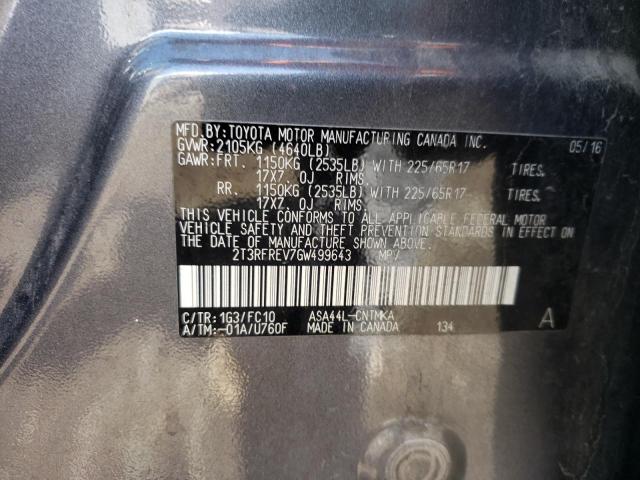 MFD.BY:TOYOTA MOTOR MANUFACTURING CANADA INC. 05/16
GVWR:2105KG (4640LB)
GAWR:FRT. 1150KG (2535LB) WITH 225/65R17 TIRES.
17X7.0J RIMS.
RR. 1150KG (2535LB) WITH 225/65R17 TIRES.
17X7.0J RIMS.
THIS VEHICLE CONFORMS TO ALL APPLICABLE FEDERAL MOTOR
VEHICLE SAFETY AND THEFT PREVENTION STANDARDS IN EFFECT ON
THE DATE OF MANUFACTURE SHOWN ABOVE.
2T3RFREV7GW499643 MPV
C/TR:1G3/FC10 ASA44L-CNTMKA A
A/TM:-01A/U760F MADE IN CANADA 134